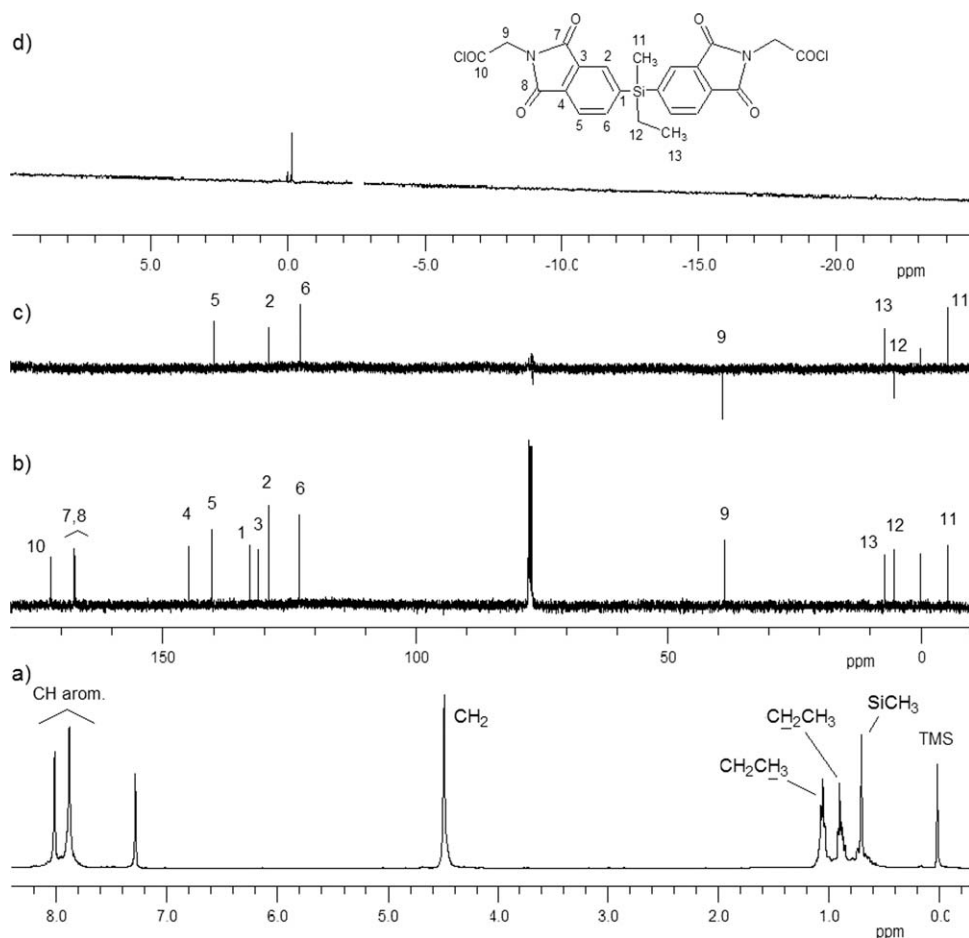 d)
9
O
O
ClOC
10
N
7
8
O
3
4
5
6
2
1
11
CH₃
Si
12
CH₃
13
O
N
O
COCl
5.0 0.0 -5.0 -10.0 -15.0 -20.0 ppm
c)
5 2 6 9 13 12 11
b)
10 7,8 4 5 1 3 2 6 9 13 12 11
150 100 50 0 ppm
a)
CH arom.
CH₂
CH₂CH₃
CH₂CH₃
SiCH₃
TMS
8.0 7.0 6.0 5.0 4.0 3.0 2.0 1.0 0.0 ppm